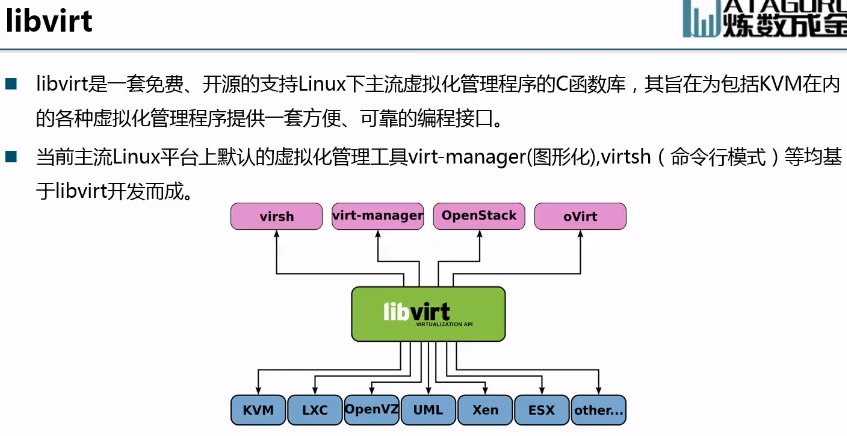 libvirt
ATAGURU
炼数成金
libvirt是一套免费、开源的支持Linux下主流虚拟化管理程序的C函数库，其旨在为包括KVM在内
的各种虚拟化管理程序提供一套方便、可靠的编程接口。
当前主流Linux平台上默认的虚拟化管理工具virt-manager(图形化),virtsh（命令行模式）等均基
于libvirt开发而成。
virsh virt-manager OpenStack oVirt
libvirt
VIRTUALIZATION API
KVM LXC OpenVZ UML Xen ESX other...